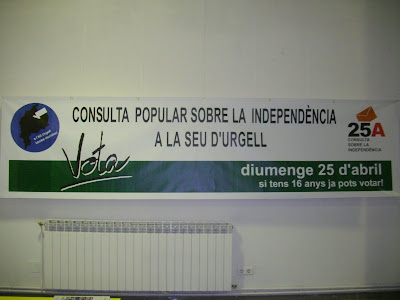 CONSULTA POPULAR SOBRE LA INDEPENDÈNCIA
A LA SEU D'URGELL
Vota
diumenge 25 d'abril
si tens 16 anys ja pots votar!
25A
CONSULTA
SOBRE LA
INDEPENDÈNCIA